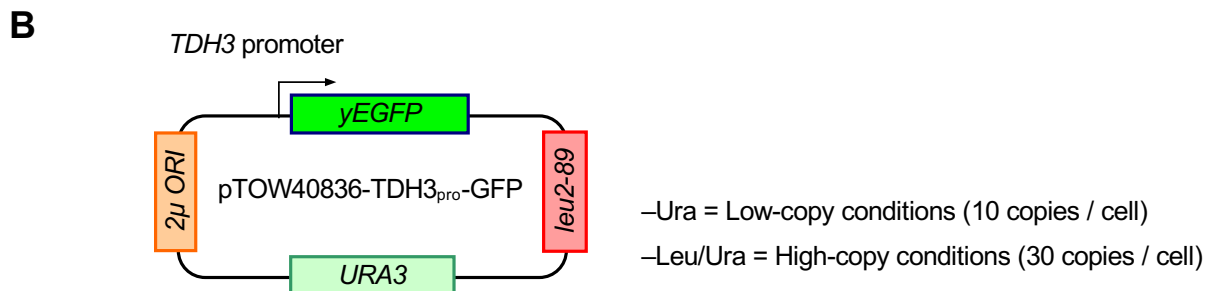 B
TDH3 promoter
yEGFP
2μ ORI
pTOW40836-TDH3pro-GFP
leu2-89
–Ura = Low-copy conditions (10 copies / cell)
–Leu/Ura = High-copy conditions (30 copies / cell)
URA3